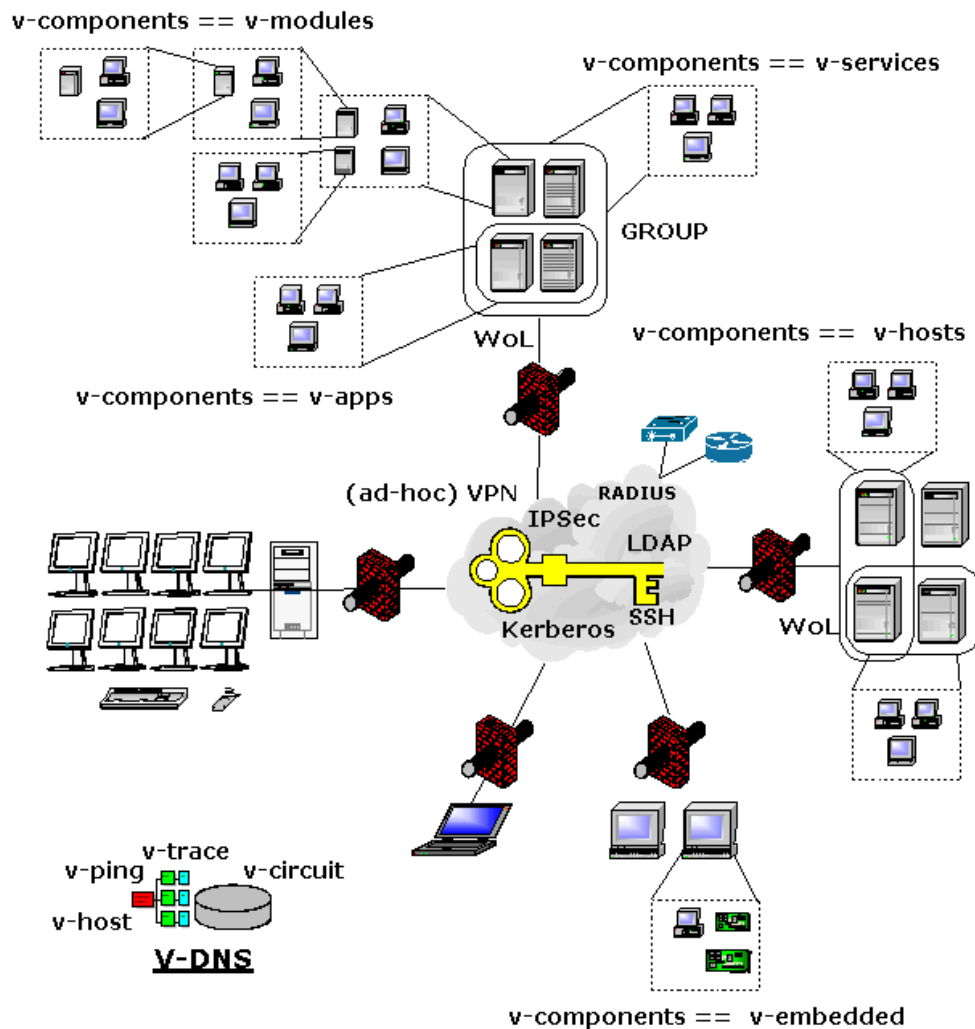 v-components == v-modules
v-components == v-services
GROUP
WoL
v-components == v-hosts
v-components == v-apps
(ad-hoc) VPN
RADIUS
IPSec
LDAP
SSH
Kerberos
WoL
v-trace
v-ping
v-circuit
v-host
V-DNS
v-components == v-embedded